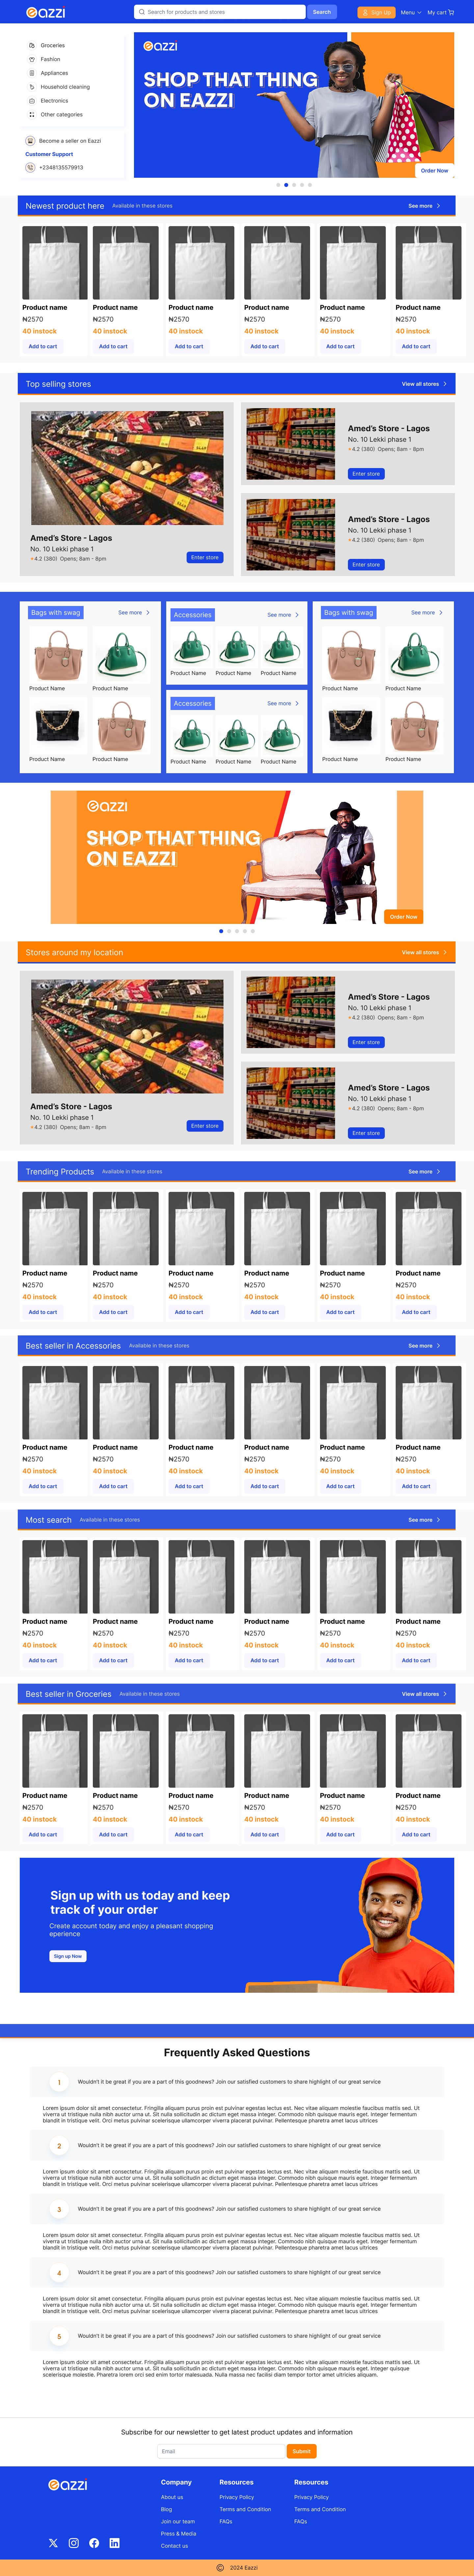 eazzi
Search for products and stores
Search
Sign Up
Menu
My cart
Groceries
Fashion
Appliances
Household cleaning
Electronics
Other categories
Become a seller on Eazzi
Customer Support
+2348135579913
eazzi
SHOP THAT THING
ON EAZZI
Order Now
Newest product here
Available in these stores
See more
Product name Product name Product name Product name Product name Product name
₦2570 ₦2570 ₦2570 ₦2570 ₦2570 ₦2570
40 instock 40 instock 40 instock 40 instock 40 instock 40 instock
Add to cart Add to cart Add to cart Add to cart Add to cart Add to cart
Top selling stores
View all stores
Amed's Store - Lagos
No. 10 Lekki phase 1
4.2 (380) Opens; 8am - 8pm
Enter store
Amed's Store - Lagos
No. 10 Lekki phase 1
4.2 (380) Opens; 8am - 8pm
Enter store
Amed's Store - Lagos
No. 10 Lekki phase 1
4.2 (380) Opens; 8am - 8pm
Enter store
Bags with swag
See more
Product Name Product Name
Product Name Product Name
Accessories
See more
Product Name Product Name Product Name
Accessories
See more
Product Name Product Name Product Name
Bags with swag
See more
Product Name Product Name
Product Name Product Name
eazzi
SHOP THAT THING
ON EAZZI
Order Now
Stores around my location
View all stores
Amed's Store - Lagos
No. 10 Lekki phase 1
4.2 (380) Opens; 8am - 8pm
Enter store
Amed's Store - Lagos
No. 10 Lekki phase 1
4.2 (380) Opens; 8am - 8pm
Enter store
Amed's Store - Lagos
No. 10 Lekki phase 1
4.2 (380) Opens; 8am - 8pm
Enter store
Trending Products
Available in these stores
See more
Product name Product name Product name Product name Product name Product name
₦2570 ₦2570 ₦2570 ₦2570 ₦2570 ₦2570
40 instock 40 instock 40 instock 40 instock 40 instock 40 instock
Add to cart Add to cart Add to cart Add to cart Add to cart Add to cart
Best seller in Accessories
Available in these stores
See more
Product name Product name Product name Product name Product name Product name
₦2570 ₦2570 ₦2570 ₦2570 ₦2570 ₦2570
40 instock 40 instock 40 instock 40 instock 40 instock 40 instock
Add to cart Add to cart Add to cart Add to cart Add to cart Add to cart
Most search
Available in these stores
See more
Product name Product name Product name Product name Product name Product name
₦2570 ₦2570 ₦2570 ₦2570 ₦2570 ₦2570
40 instock 40 instock 40 instock 40 instock 40 instock 40 instock
Add to cart Add to cart Add to cart Add to cart Add to cart Add to cart
Best seller in Groceries
Available in these stores
View all stores
Product name Product name Product name Product name Product name Product name
₦2570 ₦2570 ₦2570 ₦2570 ₦2570 ₦2570
40 instock 40 instock 40 instock 40 instock 40 instock 40 instock
Add to cart Add to cart Add to cart Add to cart Add to cart Add to cart
Sign up with us today and keep
track of your order
Create account today and enjoy a pleasant shopping
experience
Sign up Now
Frequently Asked Questions
1 Wouldn't it be great if you are a part of this goodnews? Join our satisfied customers to share highlight of our great service
Lorem ipsum dolor sit amet consectetur. Fringilla aliquam purus proin est pulvinar egestas lectus est. Nec vitae aliquam molestie faucibus mattis sed. Ut
viverra ut tristique nulla nibh auctor urna ut. Sit nulla sollicitudin ac dictum eget massa integer. Commodo nibh quisque mauris eget. Integer fermentum
blandit in tristique velit. Orci metus pulvinar scelerisque ullamcorper viverra placerat pulvinar. Pellentesque pharetra amet lacus ultrices
2 Wouldn't it be great if you are a part of this goodnews? Join our satisfied customers to share highlight of our great service
Lorem ipsum dolor sit amet consectetur. Fringilla aliquam purus proin est pulvinar egestas lectus est. Nec vitae aliquam molestie faucibus mattis sed. Ut
viverra ut tristique nulla nibh auctor urna ut. Sit nulla sollicitudin ac dictum eget massa integer. Commodo nibh quisque mauris eget. Integer fermentum
blandit in tristique velit. Orci metus pulvinar scelerisque ullamcorper viverra placerat pulvinar. Pellentesque pharetra amet lacus ultrices
3 Wouldn't it be great if you are a part of this goodnews? Join our satisfied customers to share highlight of our great service
Lorem ipsum dolor sit amet consectetur. Fringilla aliquam purus proin est pulvinar egestas lectus est. Nec vitae aliquam molestie faucibus mattis sed. Ut
viverra ut tristique nulla nibh auctor urna ut. Sit nulla sollicitudin ac dictum eget massa integer. Commodo nibh quisque mauris eget. Integer fermentum
blandit in tristique velit. Orci metus pulvinar scelerisque ullamcorper viverra placerat pulvinar. Pellentesque pharetra amet lacus ultrices
4 Wouldn't it be great if you are a part of this goodnews? Join our satisfied customers to share highlight of our great service
Lorem ipsum dolor sit amet consectetur. Fringilla aliquam purus proin est pulvinar egestas lectus est. Nec vitae aliquam molestie faucibus mattis sed. Ut
viverra ut tristique nulla nibh auctor urna ut. Sit nulla sollicitudin ac dictum eget massa integer. Commodo nibh quisque mauris eget. Integer fermentum
blandit in tristique velit. Orci metus pulvinar scelerisque ullamcorper viverra placerat pulvinar. Pellentesque pharetra amet lacus ultrices
5 Wouldn't it be great if you are a part of this goodnews? Join our satisfied customers to share highlight of our great service
Lorem ipsum dolor sit amet consectetur. Fringilla aliquam purus proin est pulvinar egestas lectus est. Nec vitae aliquam molestie faucibus mattis sed. Ut
viverra ut tristique nulla nibh auctor urna ut. Sit nulla sollicitudin ac dictum eget massa integer. Commodo nibh quisque mauris eget. Integer quisque
scelerisque molestie. Pharetra lorem orci sed enim tortor malesuada. Nulla massa nec facilisi diam tempor tortor amet ultricies aliquam.
Subscribe for our newsletter to get latest product updates and information
Email
Submit
eazzi
Company
About us
Blog
Join our team
Press & Media
Contact us
Resources
Privacy Policy
Terms and Condition
FAQs
Resources
Privacy Policy
Terms and Condition
FAQs
© 2024 Eazzi